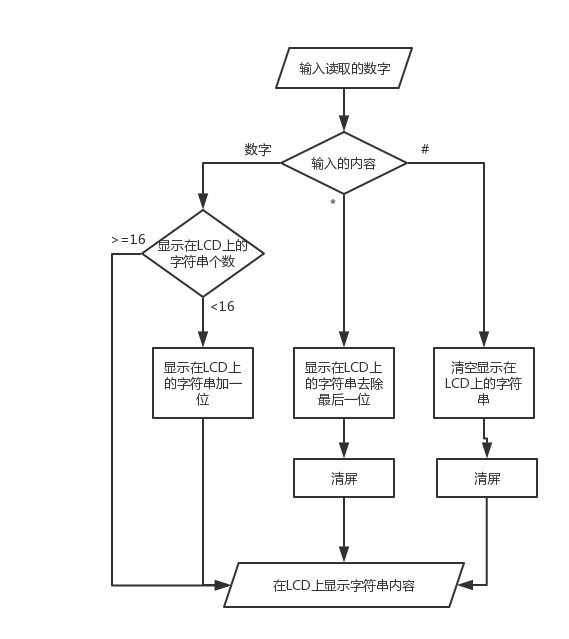 输入读取的数字
数字
输入的内容
#
*
>=16
显示在LCD上的
字符串个数
<16
显示在LCD上
的字符串加一
位
显示在LCD上
的字符串去除
最后一位
清空显示在
LCD上的字符
串
清屏
清屏
在LCD上显示字符串内容